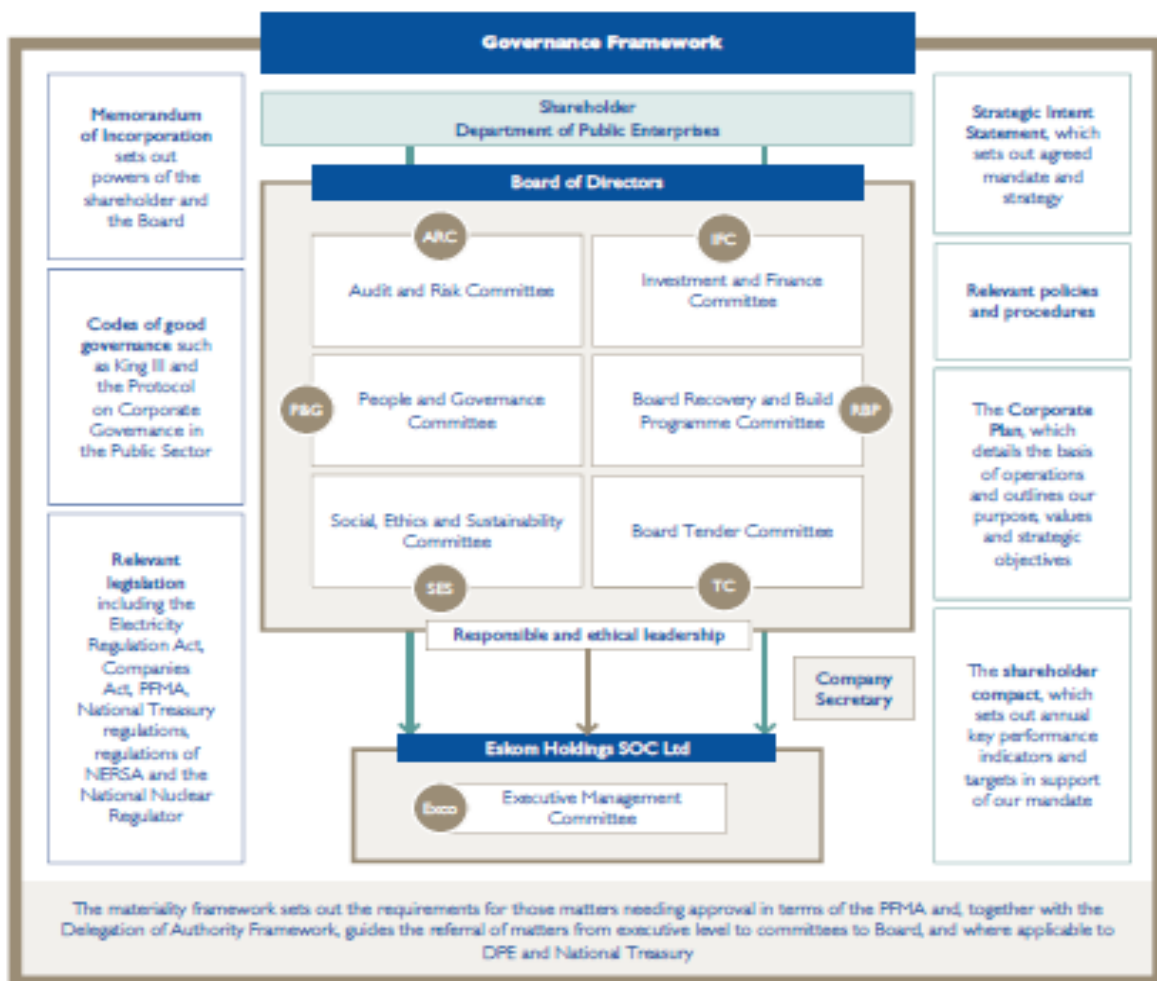 Governance Framework
Shareholder
Department of Public Enterprises
Memorandum
of Incorporation
sets out
powers of the
shareholder and
the Board
Codes of good
governance such
as King III and
the Protocol
on Corporate
Governance in
the Public Sector
Relevant
legislation
including the
Electricity
Regulation Act,
Companies
Act, PFMA,
National Treasury
regulations,
regulations of
NERSA and the
National Nuclear
Regulator
Board of Directors
ARC
Audit and Risk Committee
IFC
Investment and Finance
Committee
P&G
People and Governance
Committee
Board Recovery and Build
Programme Committee
RBP
Social, Ethics and Sustainability
Committee
SES
Board Tender Committee
TC
Responsible and ethical leadership
Company
Secretary
Eskom Holdings SOC Ltd
Exco
Executive Management
Committee
Strategic Intent
Statement, which
sets out agreed
mandate and
strategy
Relevant policies
and procedures
The Corporate
Plan, which
details the basis
of operations
and outlines our
purpose, values
and strategic
objectives
The shareholder
compact, which
sets out annual
key performance
indicators and
targets in support
of our mandate
The materiality framework sets out the requirements for those matters needing approval in terms of the PFMA and, together with the
Delegation of Authority Framework, guides the referral of matters from executive level to committees to Board, and where applicable to
DPE and National Treasury